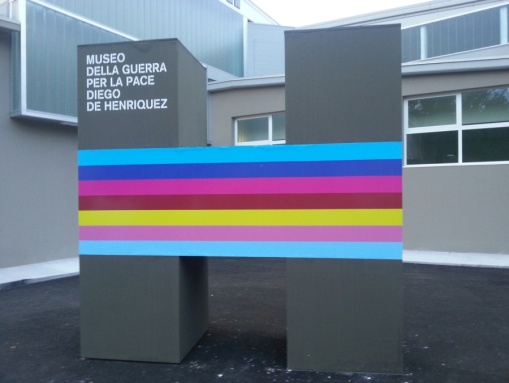 MUSEO
DELLA GUERRA
PER LA PACE
DIEGO
DE HENRIQUEZ